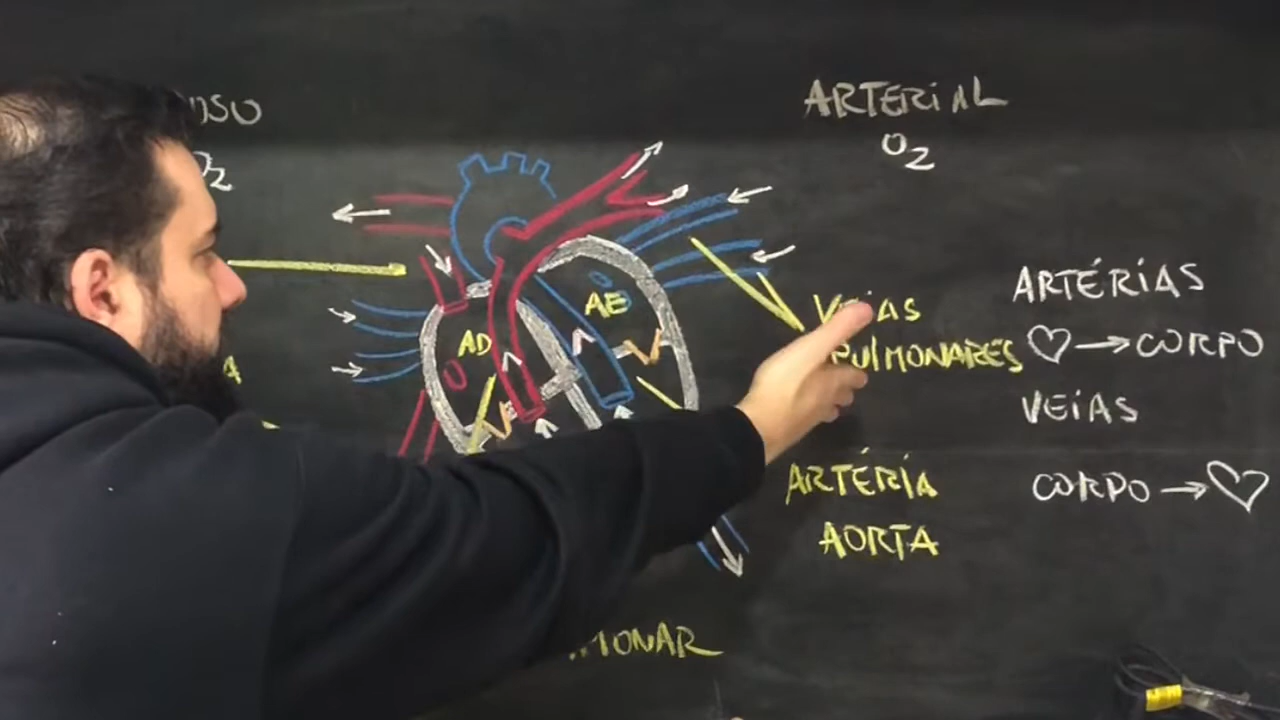 ARTERIAL
O2
AD
AE
VEIAS
PULMONARES
ARTÉRIAS
♡→CORPO
VEIAS
CORPO→♡
ARTÉRIA
AORTA